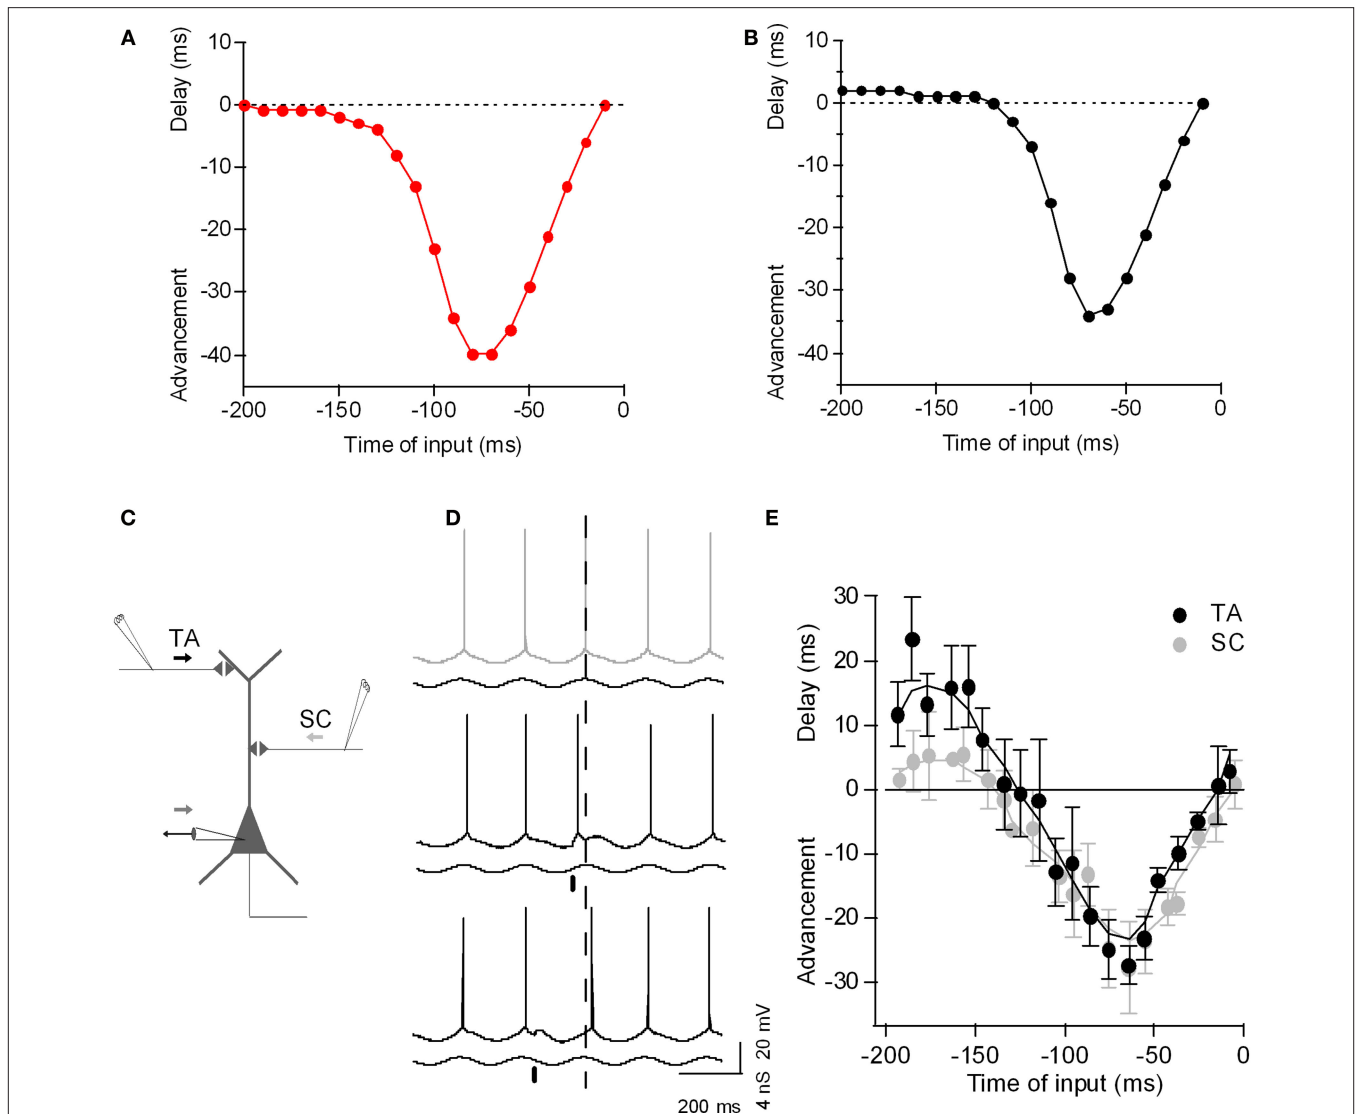 A
Delay (ms)
Advancement
10
0
-10
-20
-30
-40
-200
-150
-100
-50
0
Time of input (ms)
B
Delay (ms)
Advancement
10
0
-10
-20
-30
-40
-200
-150
-100
-50
0
Time of input (ms)
C
TA
SC
D
20 mV
4 nS
200 ms
E
Delay (ms)
Advancement
30
20
10
0
-10
-20
-30
TA
SC
-200
-150
-100
-50
0
Time of input (ms)